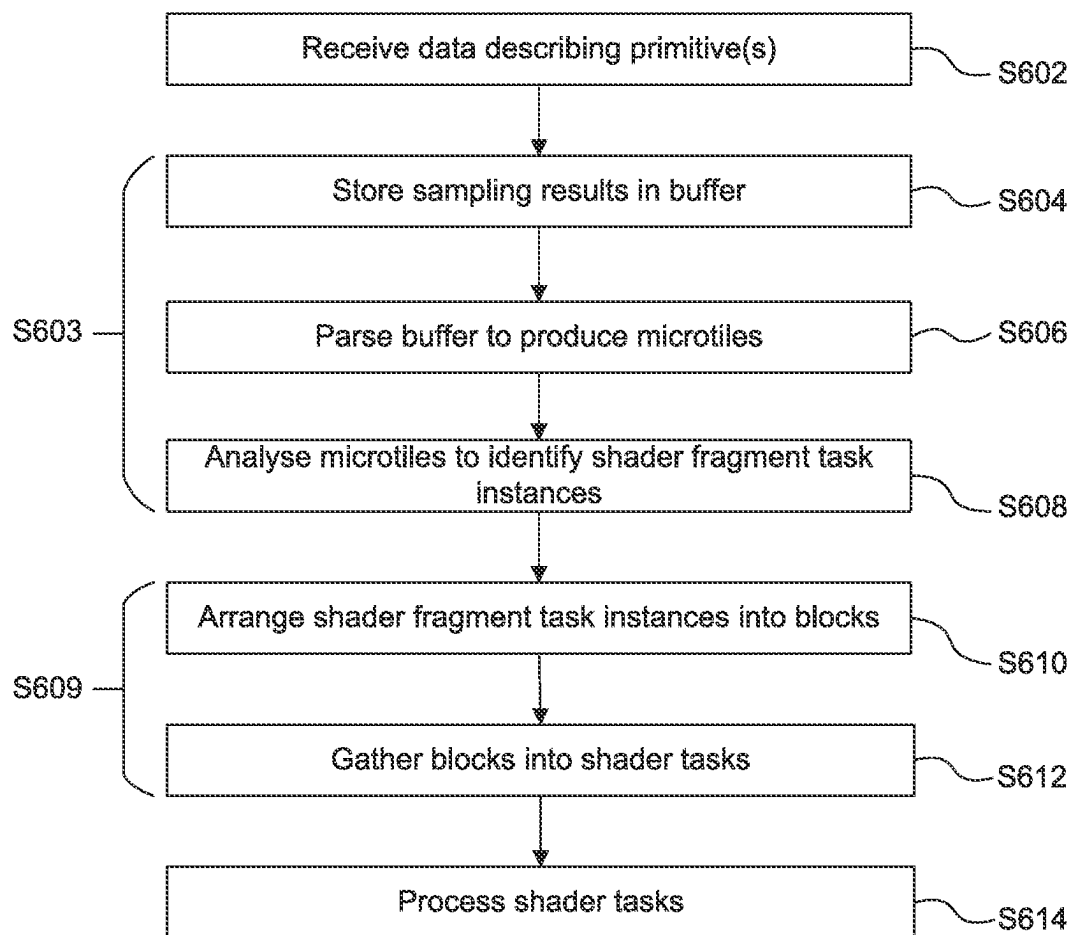 Receive data describing primitive(s)
S602
Store sampling results in buffer
S604
S603
Parse buffer to produce microtiles
S606
Analyse microtiles to identify shader fragment task
instances
S608
Arrange shader fragment task instances into blocks
S610
S609
Gather blocks into shader tasks
S612
Process shader tasks
S614